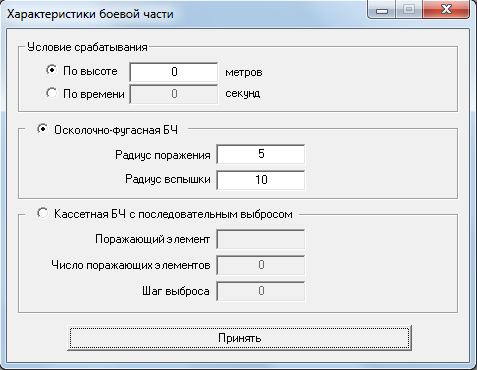 Характеристики боевой части
Условие срабатывания
По высоте 0 метров
По времени 0 секунд
Осколочно-фугасная БЧ
Радиус поражения 5
Радиус вспышки 10
Кассетная БЧ с последовательным выбросом
Поражающий элемент
Число поражающих элементов 0
Шаг выброса 0
Принять